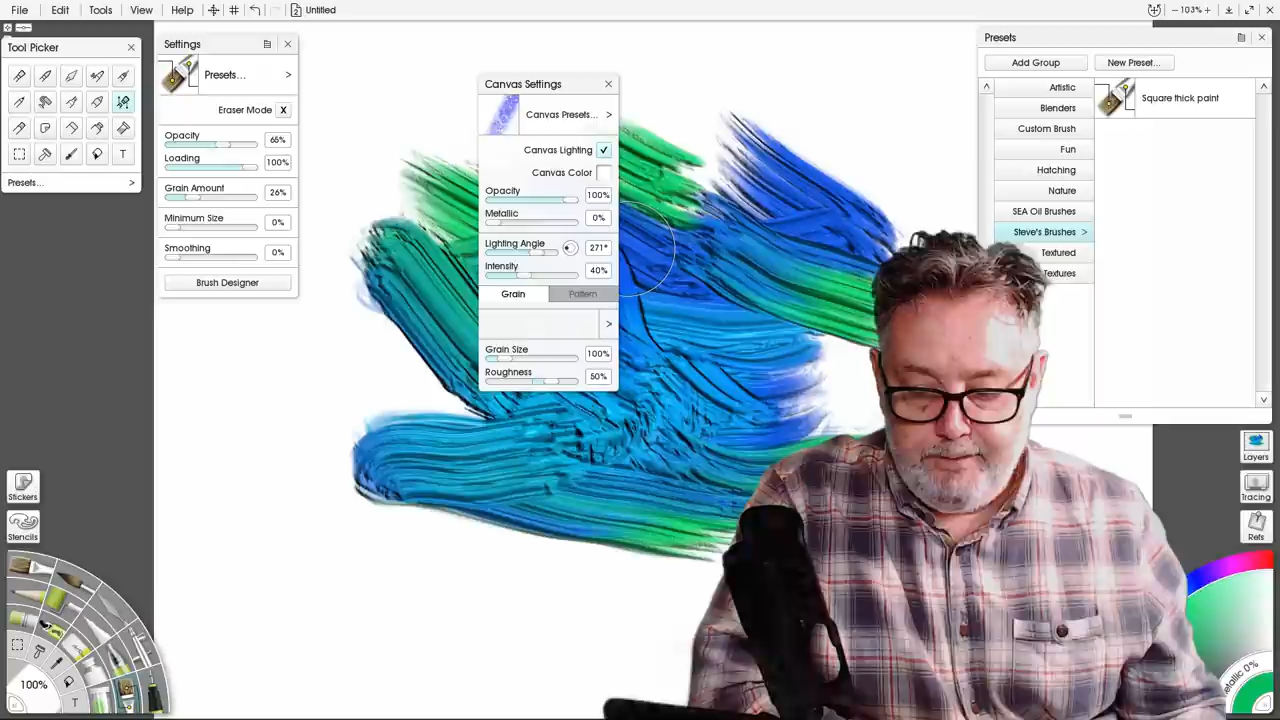 File
Edit
Tools
View
Help
Untitled
103%
Tool Picker
Presets...
Settings
Presets...
Eraser Mode
Opacity
66%
Loading
100%
Grain Amount
26%
Minimum Size
0%
Smoothing
0%
Brush Designer
Canvas Settings
Canvas Presets...
Canvas Lighting
Canvas Color
Opacity
100%
Metallic
0%
Lighting Angle
271°
Intensity
40%
Grain
Pattern
Grain Size
100%
Roughness
50%
Presets
Add Group
New Preset...
Artistic
Blenders
Custom Brush
Fun
Hatching
Nature
SEA Oil Brushes
Steve's Brushes
Textured
Textures
Square thick paint
Layers
Tracing
Refs
Stickers
Stencils
100%
T
T
etallic 0%